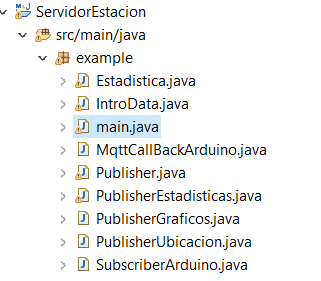 ServidorEstacion
src/main/java
example
Estadistica.java
IntroData.java
main.java
MqttCallBackArduino.java
Publisher.java
PublisherEstadisticas.java
PublisherGraficos.java
PublisherUbicacion.java
SubscriberArduino.java